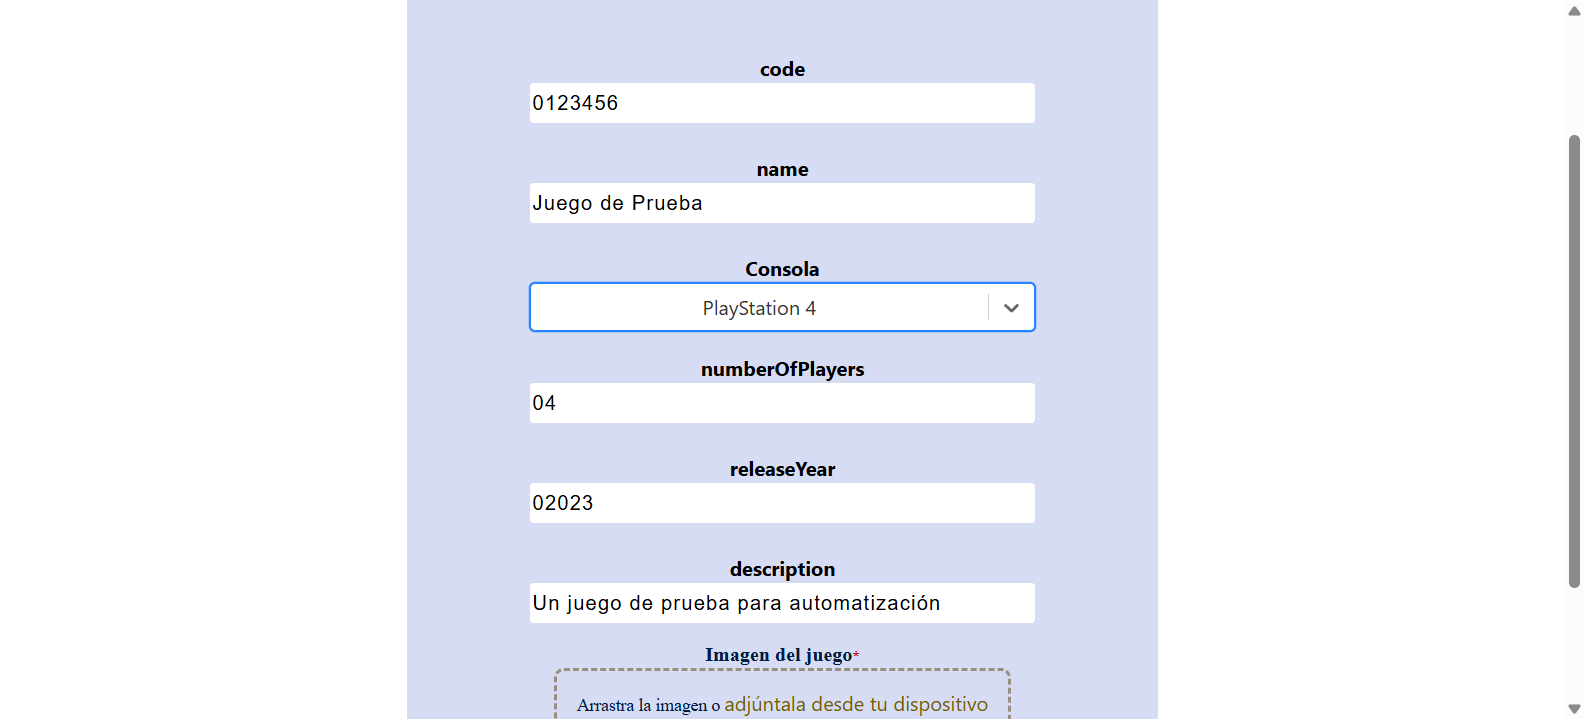 code
0123456
name
Juego de Prueba
Consola
PlayStation 4
numberOfPlayers
04
releaseYear
02023
description
Un juego de prueba para automatización
Imagen del juego*
Arrastra la imagen o adjúntala desde tu dispositivo